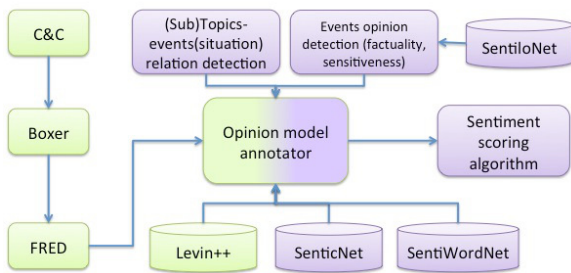 C&C
(Sub)Topics-
events(situation)
relation detection
Events opinion
detection (factuality,
sensitiveness)
SentiloNet
Boxer
Opinion model
annotator
Sentiment
scoring
algorithm
FRED
Levin++
SenticNet
SentiWordNet